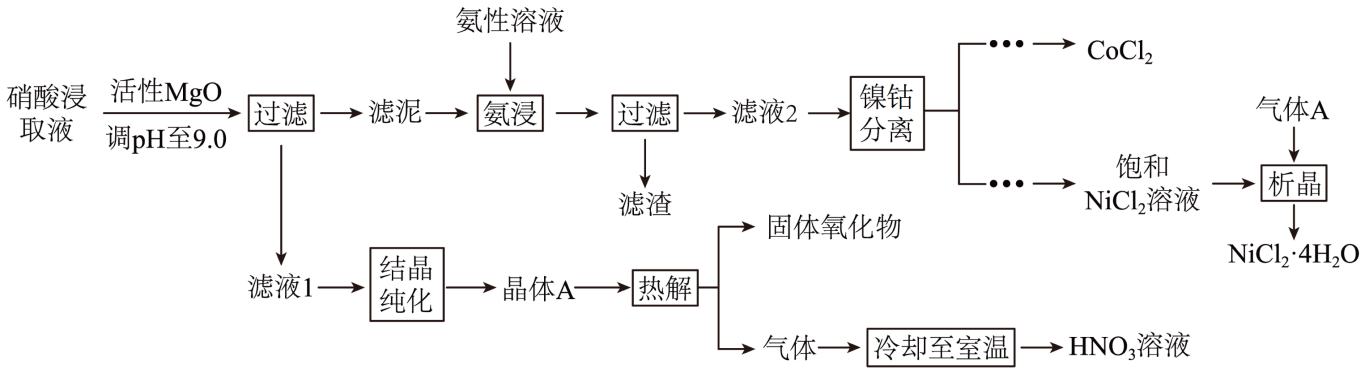 氨性溶液
硝酸浸
取液
活性MgO
调pH至9.0
过滤
滤泥
氨浸
过滤
滤液2
镍钴
分离
••• CoCl₂
滤渣
••• 饱和
NiCl₂溶液
气体A
析晶
NiCl₂·4H₂O
滤液1
结晶
纯化
晶体A
热解
固体氧化物
气体
冷却至室温
HNO₃溶液